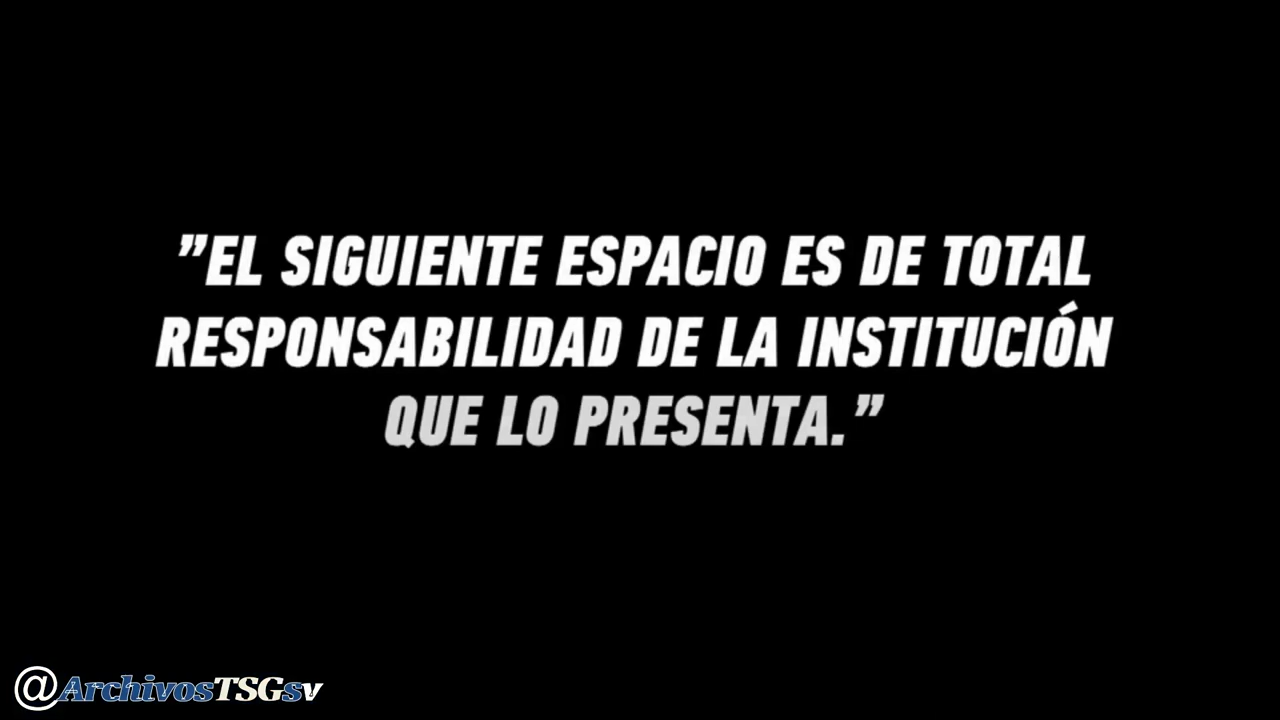 ”EL SIGUIENTE ESPACIO ES DE TOTAL
RESPONSABILIDAD DE LA INSTITUCIÓN
QUE LO PRESENTA.”
@ArchivosTSGsv